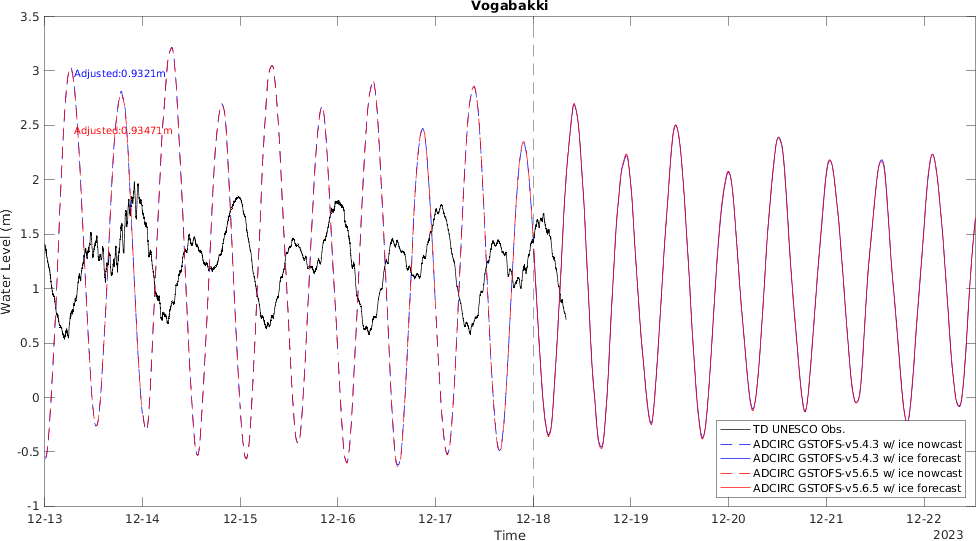 Vogabakki
3.5
3
2.5
2
1.5
1
0.5
0
-0.5
-1
Water Level (m)
Adjusted:0.9321m
Adjusted:0.93471m
TD UNESCO Obs.
ADCIRC GSTOFS-v5.4.3 w/ ice nowcast
ADCIRC GSTOFS-v5.4.3 w/ ice forecast
ADCIRC GSTOFS-v5.6.5 w/ ice nowcast
ADCIRC GSTOFS-v5.6.5 w/ ice forecast
12-13 12-14 12-15 12-16 12-17 12-18 12-19 12-20 12-21 12-22
Time
2023